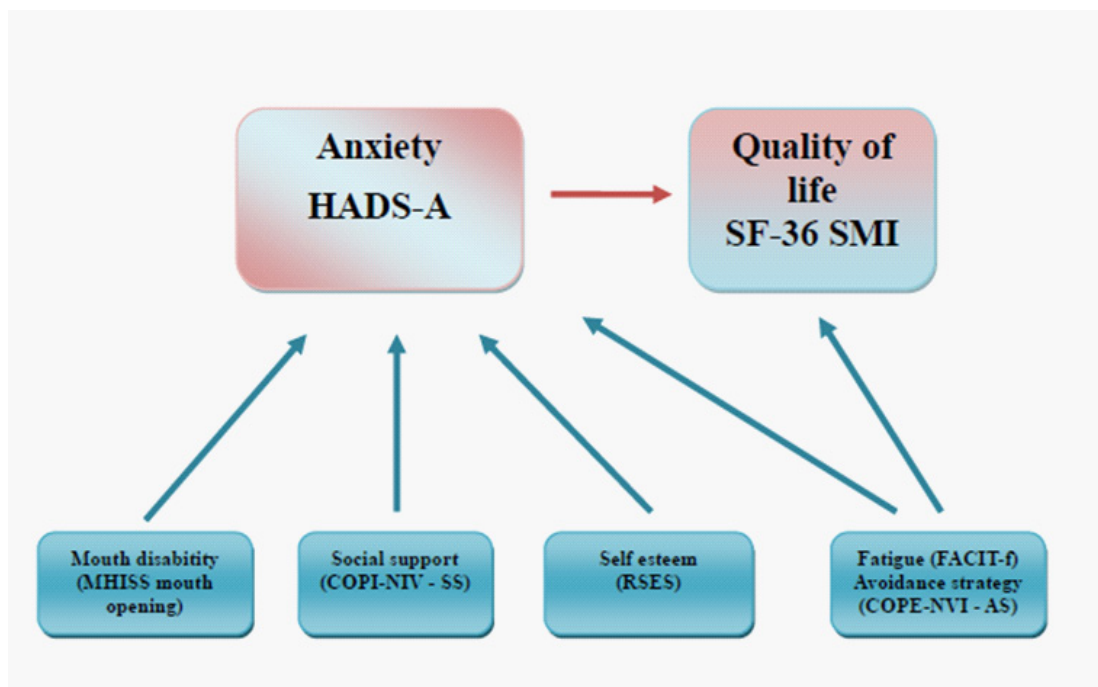 Anxiety
HADS-A
Quality of
life
SF-36 SMI
Mouth disabitity
(MHISS mouth
opening)
Social support
(COPI-NIV - SS)
Self esteem
(RSES)
Fatigue (FACIT-f)
Avoidance strategy
(COPE-NVI - AS)